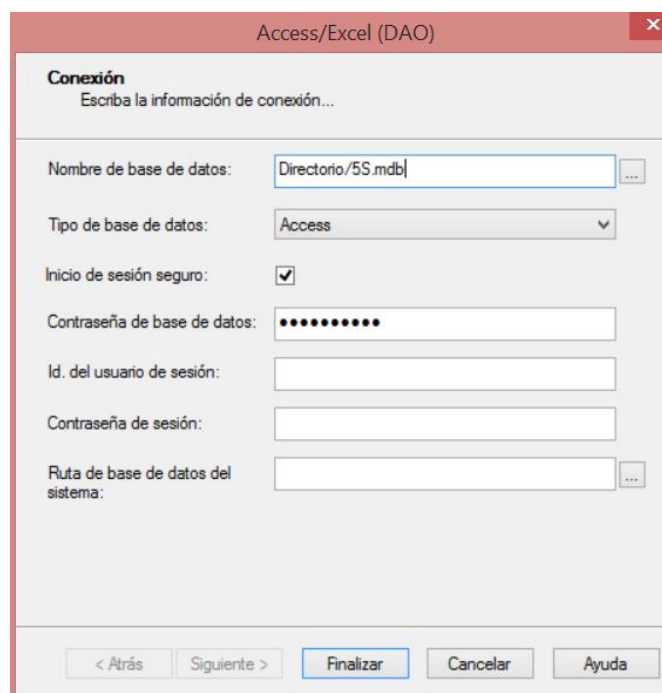 Access/Excel (DAO)
×
Conexión
Escriba la información de conexión...
Nombre de base de datos:
Directorio/5S.mdb
...
Tipo de base de datos:
Access
Inicio de sesión seguro:
Contraseña de base de datos:
••••••••••
Id. del usuario de sesión:
Contraseña de sesión:
Ruta de base de datos del
sistema:
...
< Atrás
Siguiente >
Finalizar
Cancelar
Ayuda